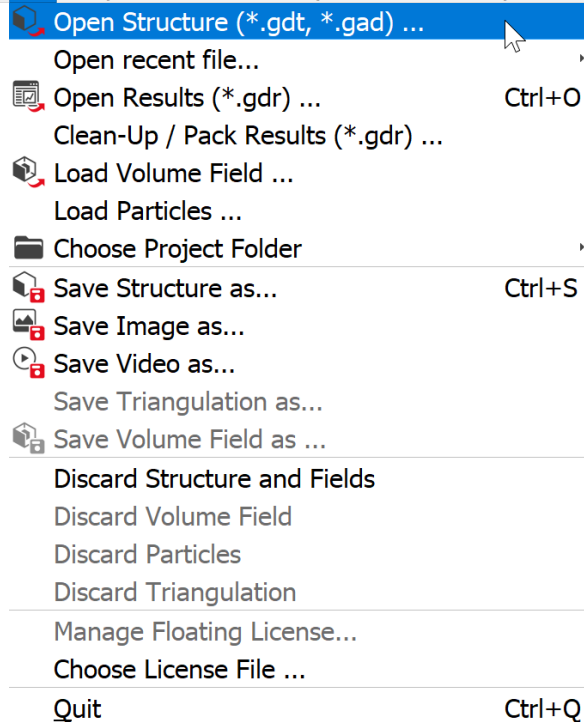 Open Structure (*.gdt, *.gad) ...
Open recent file...
Open Results (*.gdr) ... Ctrl+O
Clean-Up / Pack Results (*.gdr) ...
Load Volume Field ...
Load Particles ...
Choose Project Folder
Save Structure as... Ctrl+S
Save Image as...
Save Video as...
Save Triangulation as...
Save Volume Field as ...
Discard Structure and Fields
Discard Volume Field
Discard Particles
Discard Triangulation
Manage Floating License...
Choose License File ...
Quit Ctrl+Q